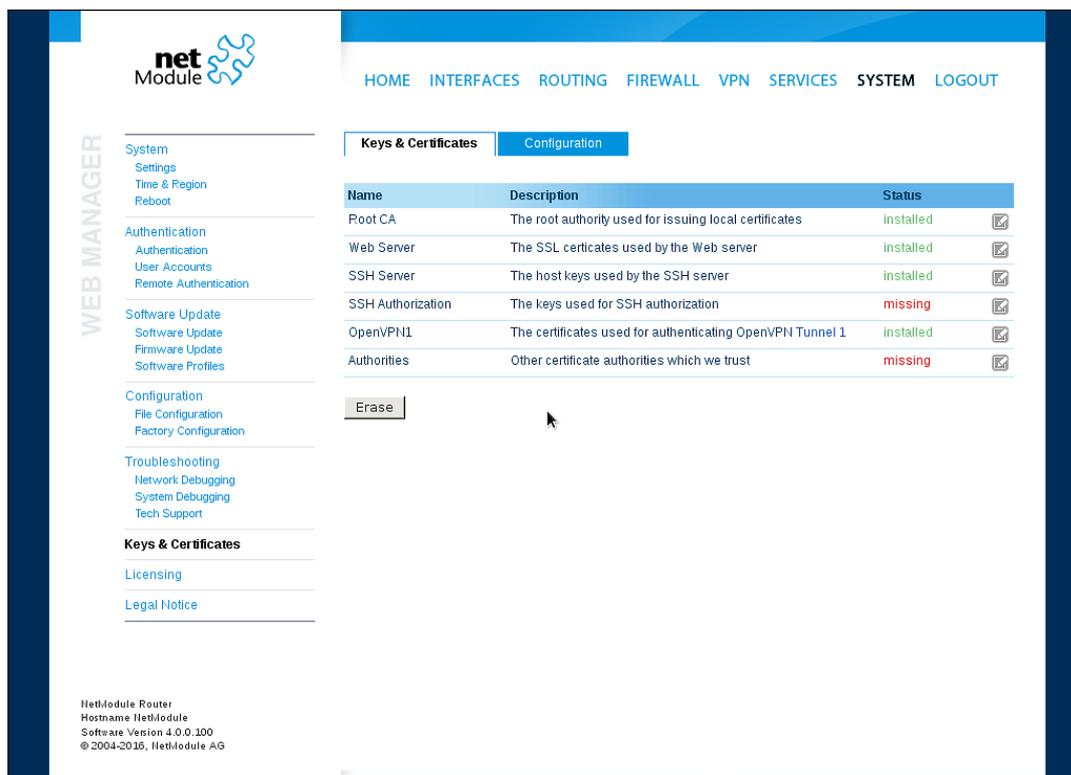 net
Module
HOME INTERFACES ROUTING FIREWALL VPN SERVICES SYSTEM LOGOUT
WEB MANAGER
System
Settings
Time & Region
Reboot
Authentication
Authentication
User Accounts
Remote Authentication
Software Update
Software Update
Firmware Update
Software Profiles
Configuration
File Configuration
Factory Configuration
Troubleshooting
Network Debugging
System Debugging
Tech Support
Keys & Certificates
Licensing
Legal Notice
Keys & Certificates Configuration
Name Description Status
Root CA The root authority used for issuing local certificates installed
Web Server The SSL certicates used by the Web server installed
SSH Server The host keys used by the SSH server installed
SSH Authorization The keys used for SSH authorization missing
OpenVPN1 The certificates used for authenticating OpenVPN Tunnel 1 installed
Authorities Other certificate authorities which we trust missing
Erase
NetModule Router
Hostname NetModule
Software Version 4.0.0.100
© 2004-2016, NetModule AG